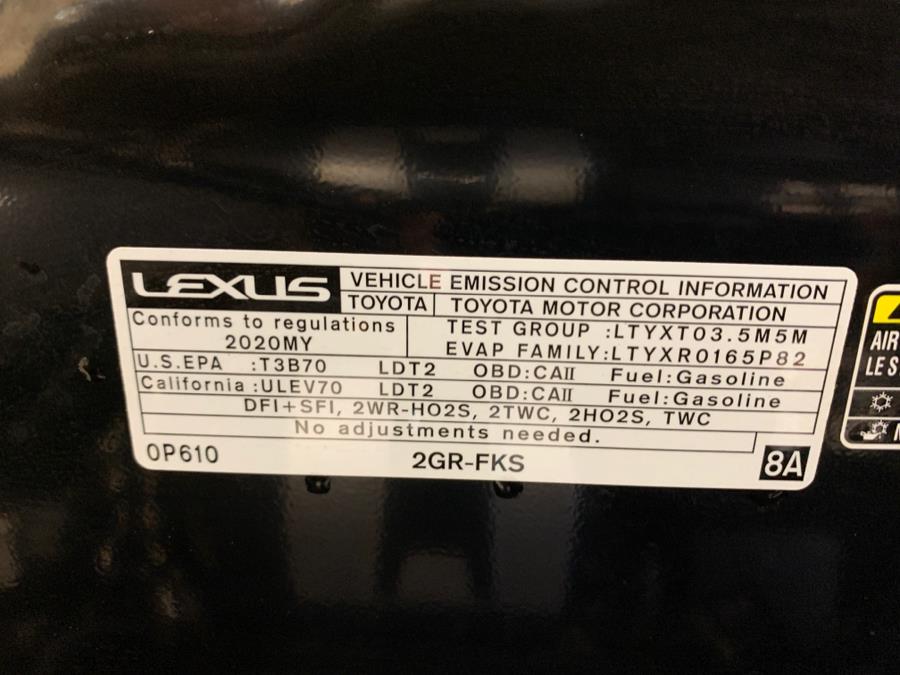 LEXUS
VEHICLE EMISSION CONTROL INFORMATION
TOYOTA
TOYOTA MOTOR CORPORATION
Conforms to regulations
2020MY
TEST GROUP :LTYXT03.5M5M
EVAP FAMILY:LTYXR0165P82
U.S.EPA :T3B70 LDT2 OBD:CAII Fuel:Gasoline
California :ULEV70 LDT2 OBD:CAII Fuel:Gasoline
DFI+SFI, 2WR-HO2S, 2TWC, 2HO2S, TWC
No adjustments needed.
0P610
2GR-FKS
8A
AIR
LE S